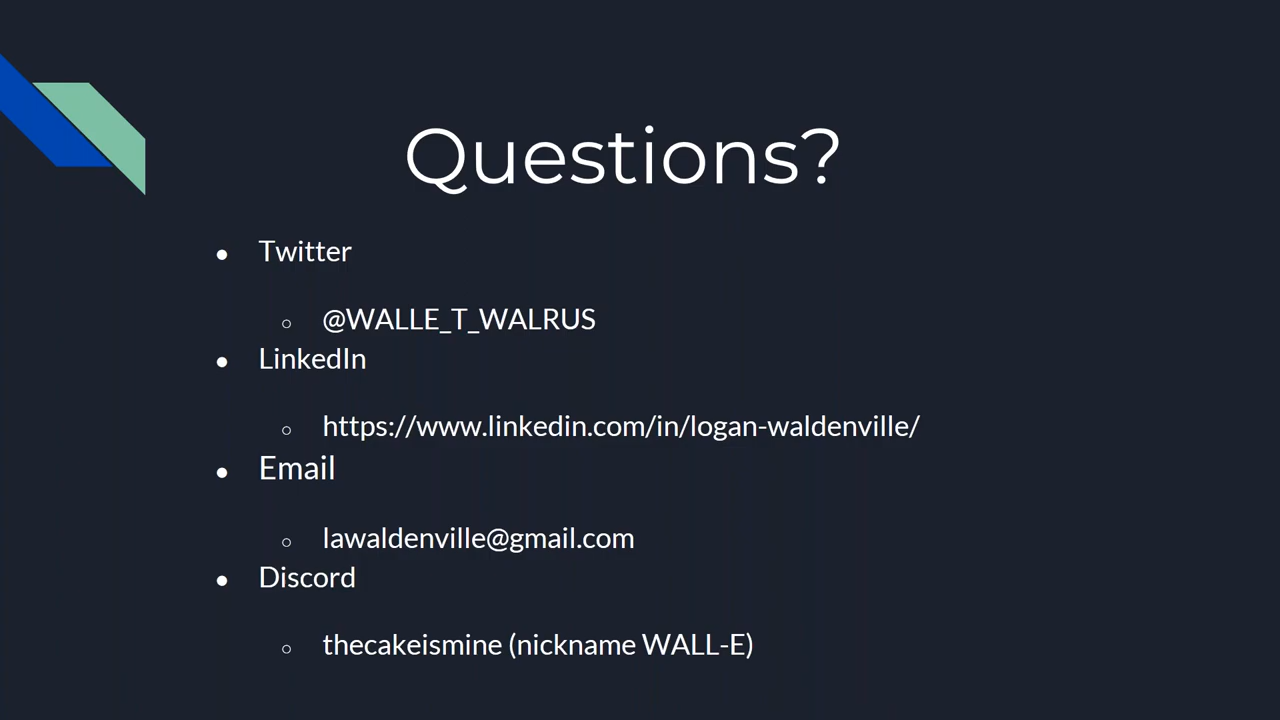 Questions?
● Twitter
○ @WALLE_T_WALRUS
● LinkedIn
○ https://www.linkedin.com/in/logan-waldenville/
● Email
○ lawaldenville@gmail.com
● Discord
○ thecakeismine (nickname WALL-E)